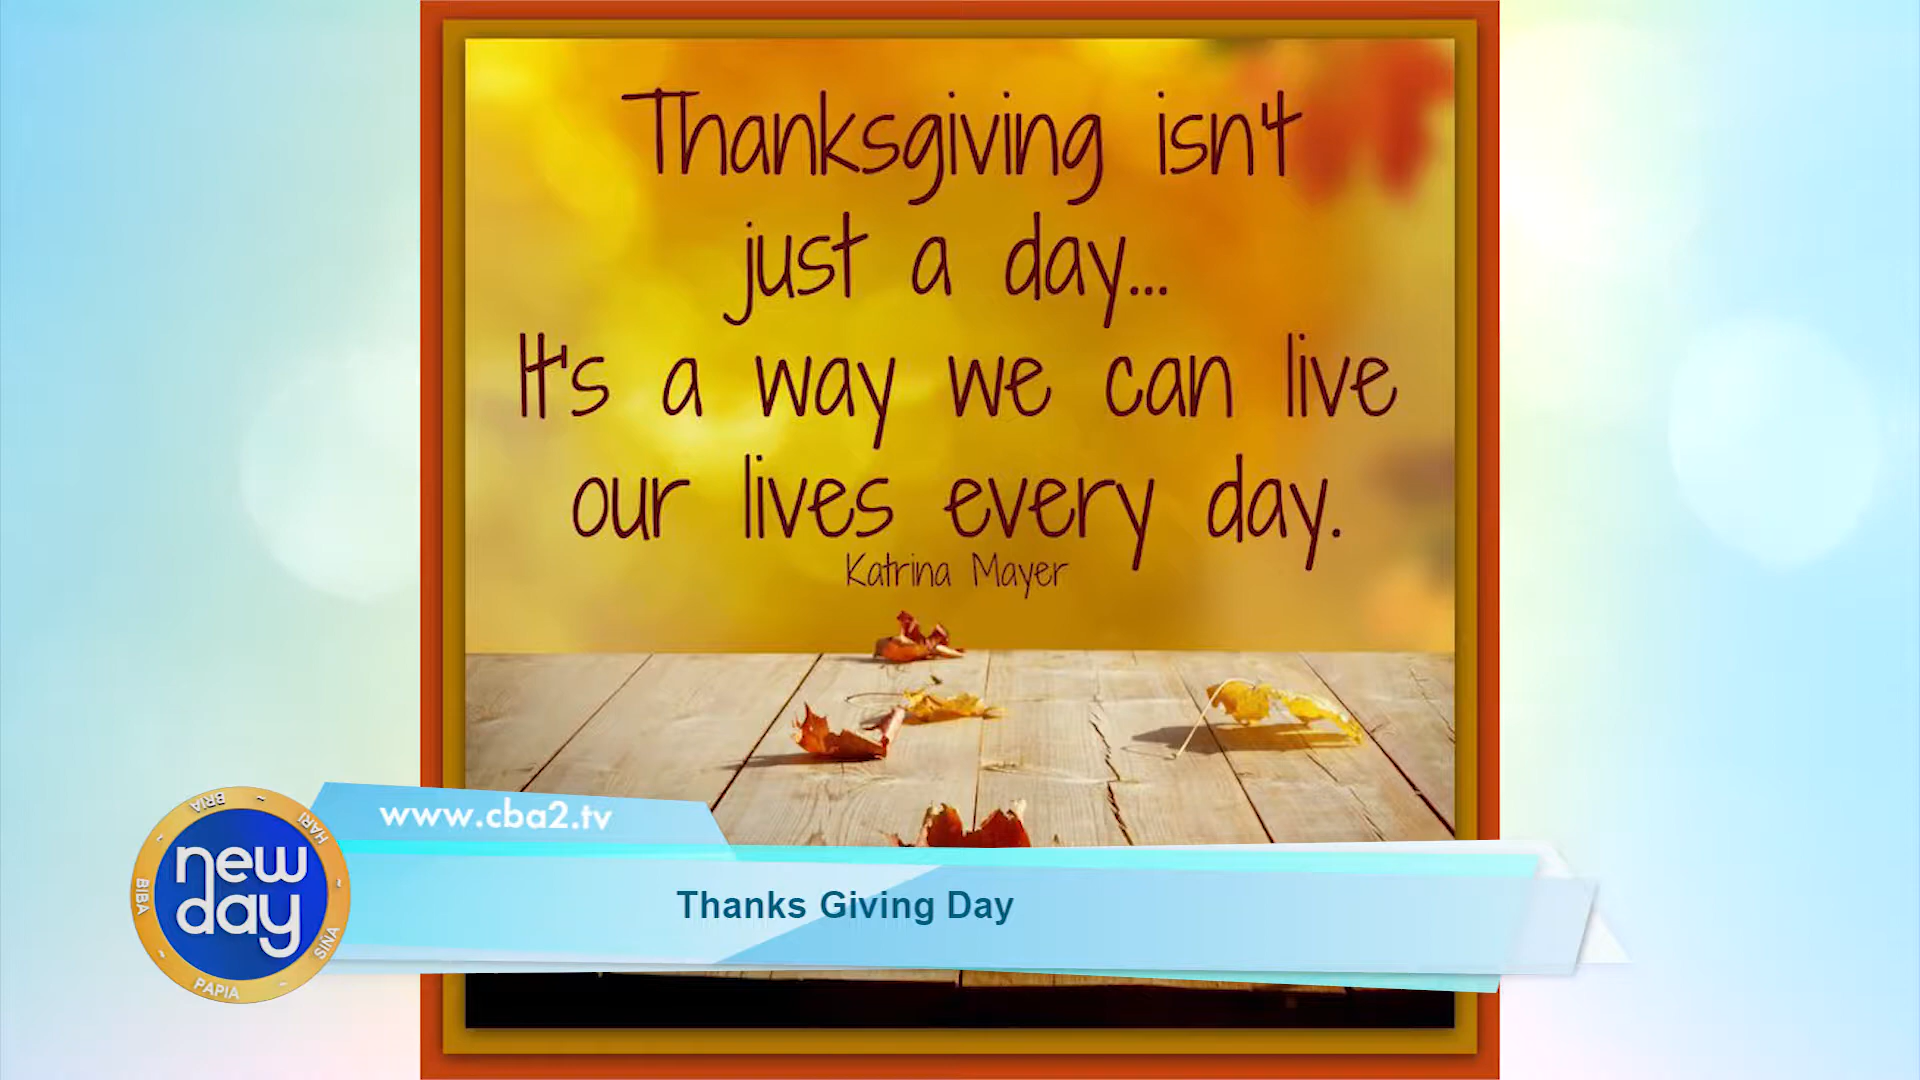 Thanksgiving isn't
just a day...
It's a way we can live
our lives every day.
Katrina Mayer
www.cba2.tv
Thanks Giving Day
new
day
BIBA ~ BRIA ~ HARI ~ SINA ~ PAPIA ~